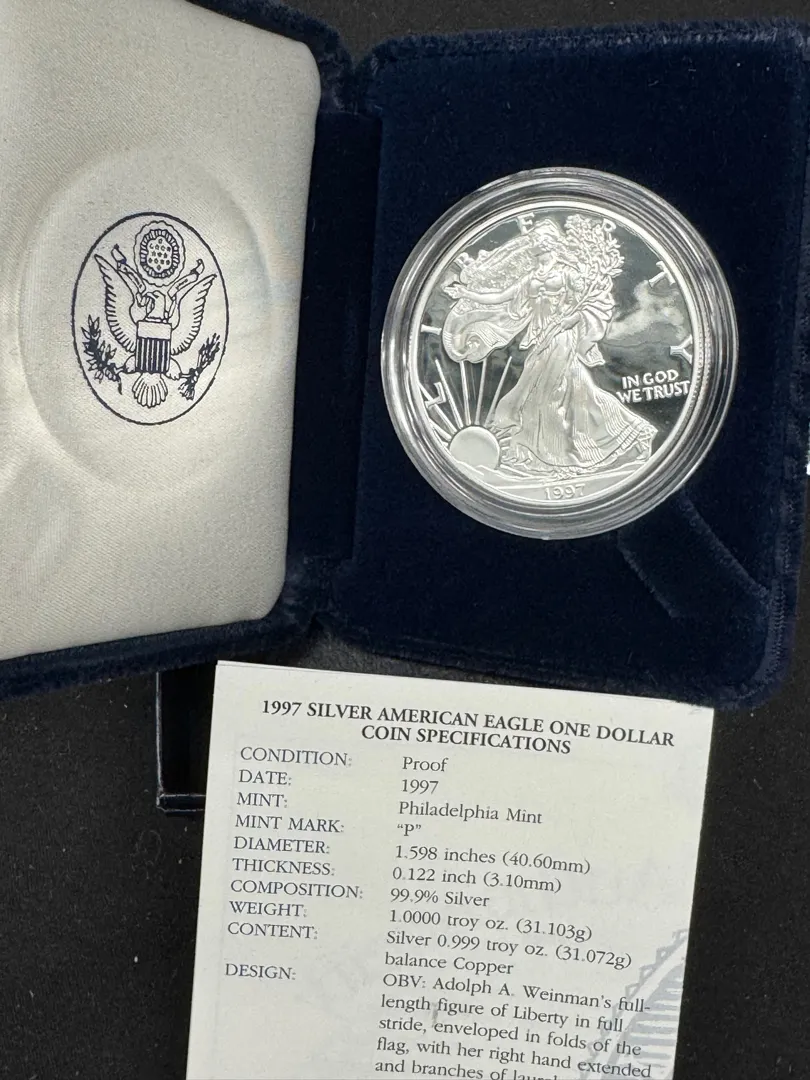 LIBERTY
IN GOD
WE TRUST
1997
1997 SILVER AMERICAN EAGLE ONE DOLLAR
COIN SPECIFICATIONS
CONDITION: Proof
DATE: 1997
MINT: Philadelphia Mint
MINT MARK: “P”
DIAMETER: 1.598 inches (40.60mm)
THICKNESS: 0.122 inch (3.10mm)
COMPOSITION: 99.9% Silver
WEIGHT: 1.0000 troy oz. (31.103g)
CONTENT: Silver 0.999 troy oz. (31.072g)
balance Copper
DESIGN: OBV: Adolph A. Weinman's full-
length figure of Liberty in full
stride, enveloped in folds of the
flag, with her right hand extended
and branches of laurel